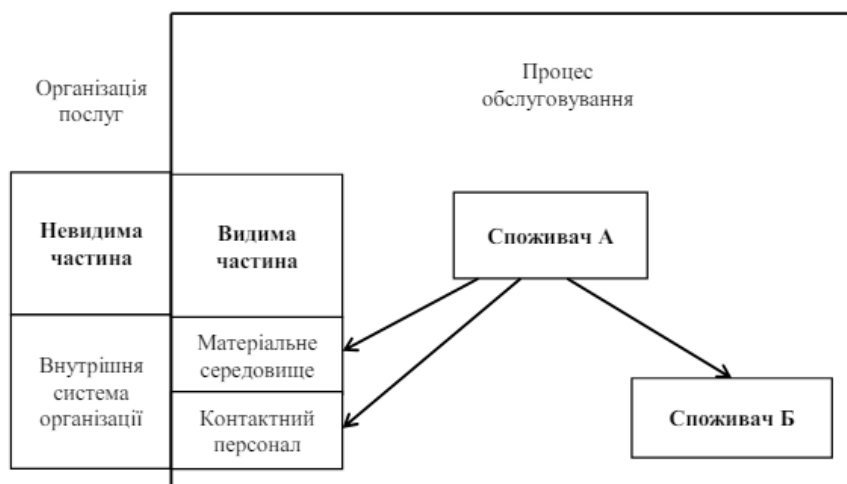 Організація
послуг
Процес
обслуговування
Невидима
частина
Видима
частина
Споживач А
Внутрішня
система
організації
Матеріальне
середовище
Контактний
персонал
Споживач Б